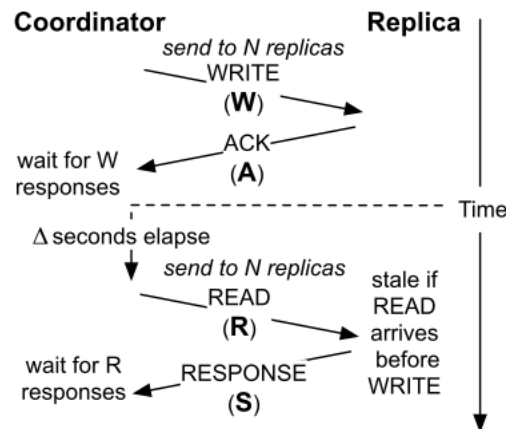 Coordinator Replica
send to N replicas
WRITE
(W)
ACK
(A)
wait for W
responses
Time
Δ seconds elapse
send to N replicas
READ
(R)
stale if
READ
arrives
before
WRITE
wait for R
responses
RESPONSE
(S)